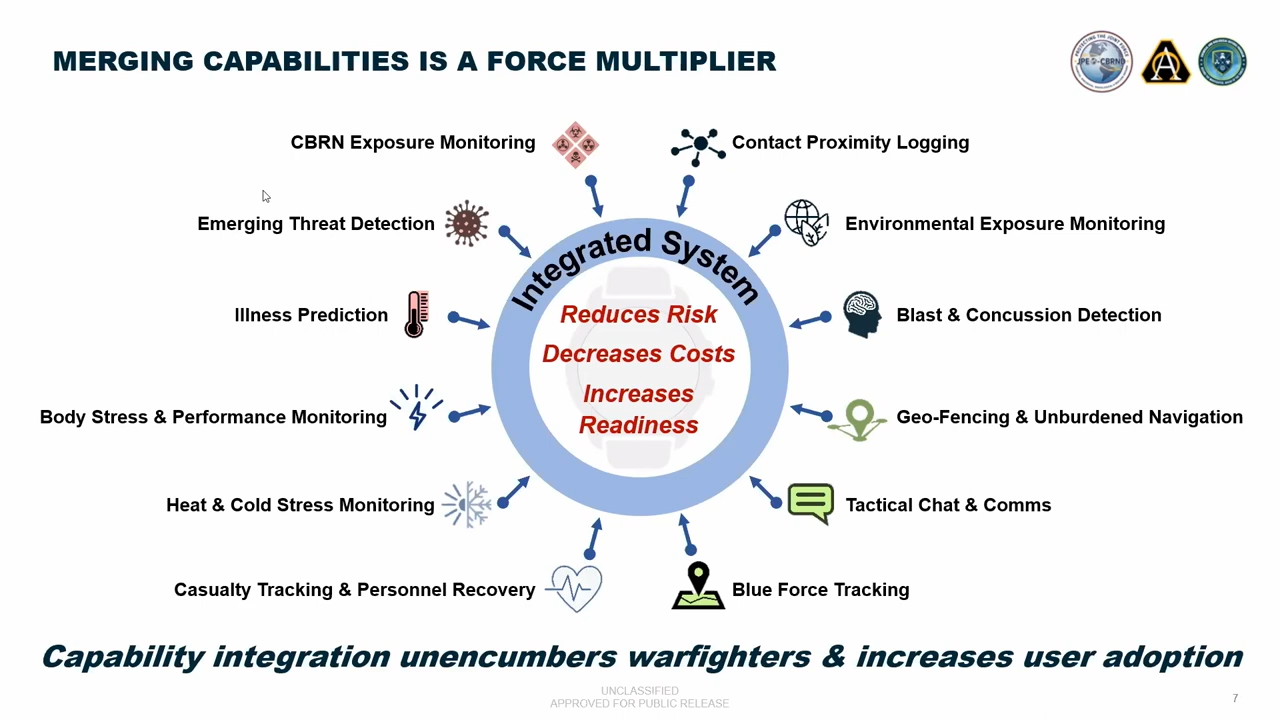 MERGING CAPABILITIES IS A FORCE MULTIPLIER
JPEO-CBRND
CBRN Exposure Monitoring
Contact Proximity Logging
Emerging Threat Detection
Environmental Exposure Monitoring
Integrated System
Illness Prediction
Reduces Risk
Blast & Concussion Detection
Decreases Costs
Increases
Readiness
Body Stress & Performance Monitoring
Geo-Fencing & Unburdened Navigation
Heat & Cold Stress Monitoring
Tactical Chat & Comms
Casualty Tracking & Personnel Recovery
Blue Force Tracking
Capability integration unencumbers warfighters & increases user adoption
UNCLASSIFIED
APPROVED FOR PUBLIC RELEASE
7